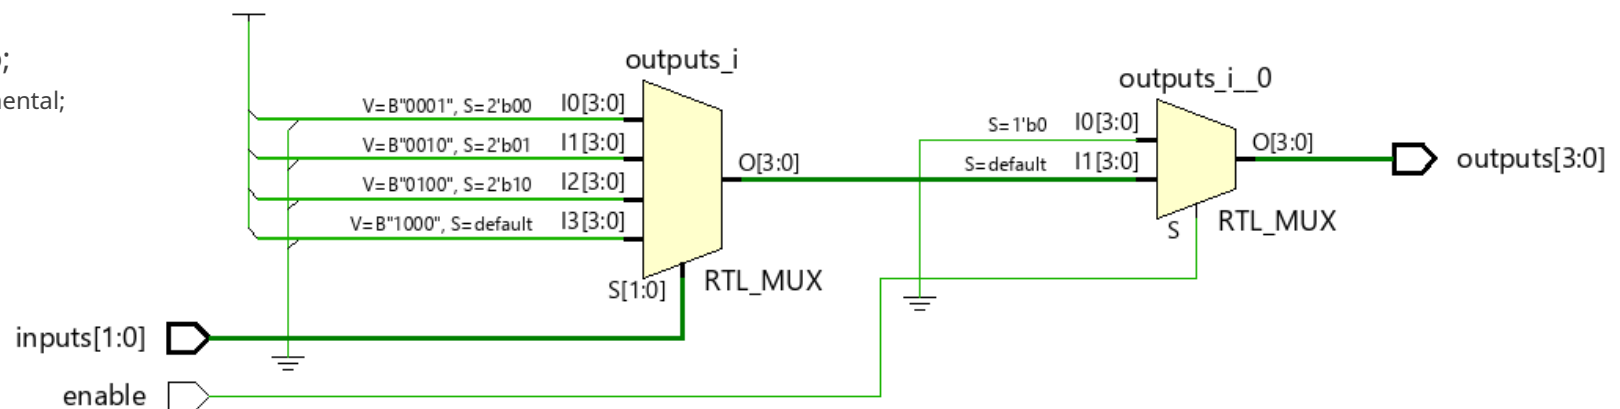 ;
ental;
outputs_i
V=B"0001", S=2'b00 I0[3:0]
V=B"0010", S=2'b01 I1[3:0]
V=B"0100", S=2'b10 I2[3:0]
V=B"1000", S=default I3[3:0]
O[3:0]
S[1:0]
RTL_MUX
inputs[1:0]
enable
outputs_i__0
S=1'b0 I0[3:0]
S=default I1[3:0]
O[3:0]
S
RTL_MUX
outputs[3:0]